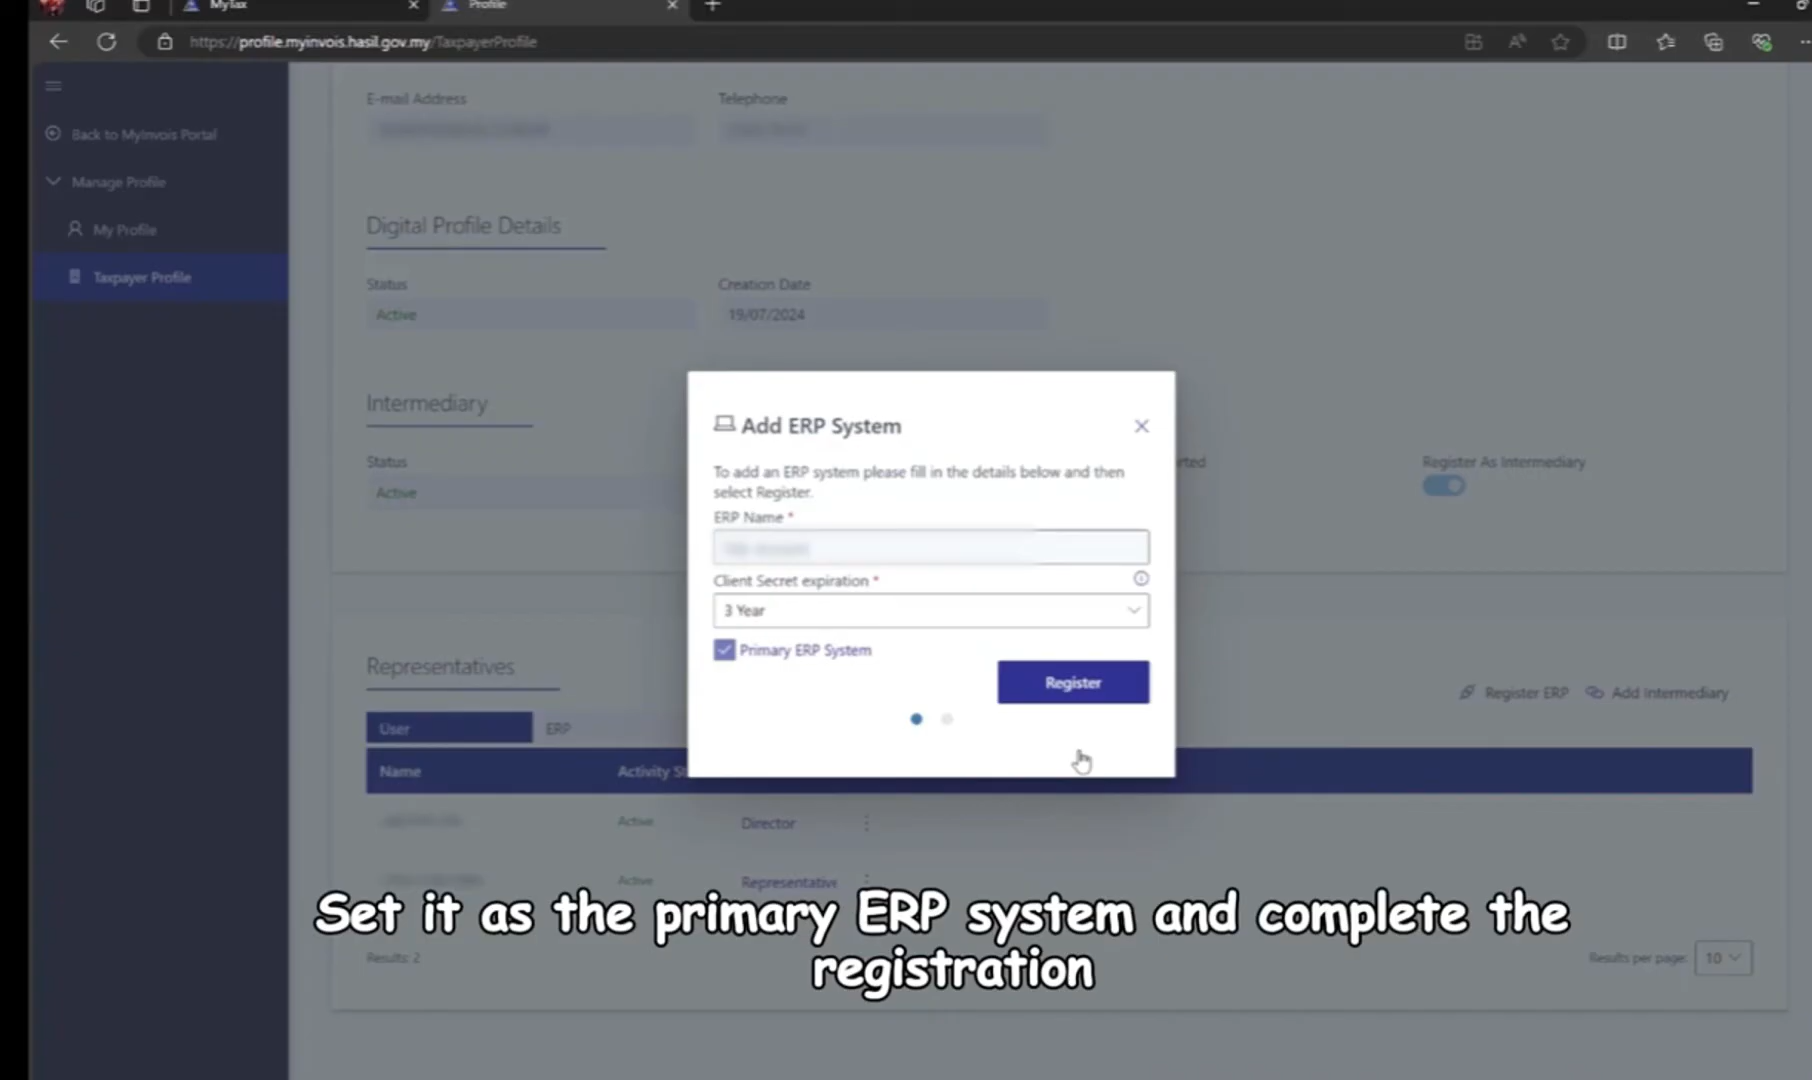 MyTax
Profile
https://profile.myinvois.hasil.gov.my/TaxpayerProfile
Back to MyInvois Portal
Manage Profile
My Profile
Taxpayer Profile
E-mail Address
Telephone
Digital Profile Details
Status
Creation Date
Active
19/07/2024
Intermediary
Status
Register As Intermediary
Active
Add ERP System
To add an ERP system please fill in the details below and then
select Register.
ERP Name *
Client Secret expiration *
3 Year
Primary ERP System
Register
Representatives
Register ERP
Add Intermediary
User
ERP
Name
Activity St
Active
Director
Active
Representative
Set it as the primary ERP system and complete the
registration
Results: 2
Results per page:
10